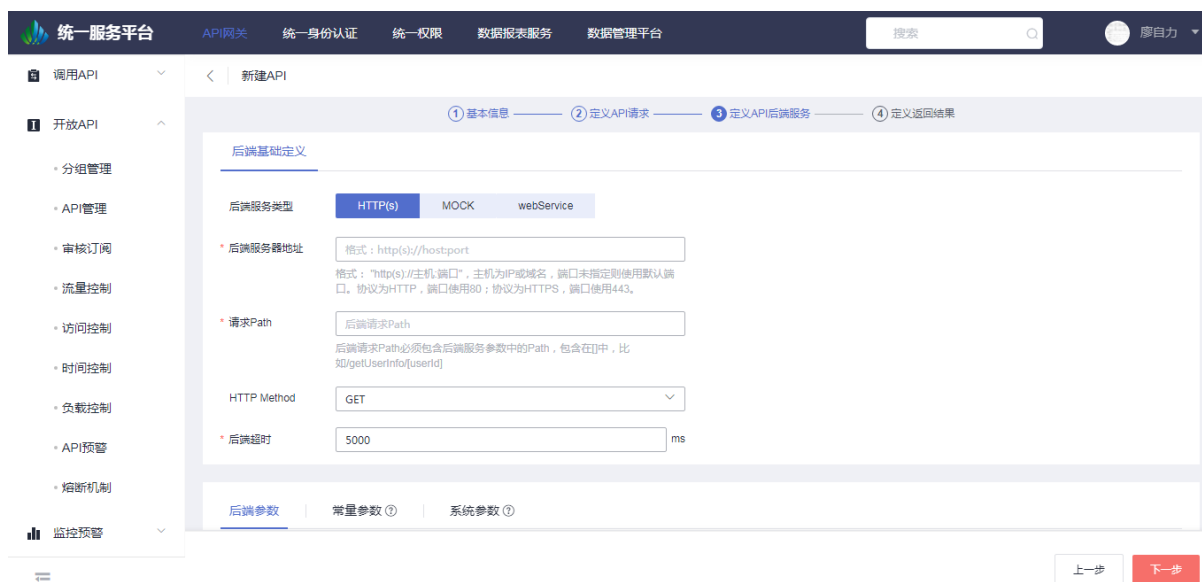 统一服务平台
API网关 统一身份认证 统一权限 数据报表服务 数据管理平台
搜索
廖自力
调用API
开放API
分组管理
API管理
审核订阅
流量控制
访问控制
时间控制
负载控制
API预警
熔断机制
监控预警
新建API
1 基本信息 2 定义API请求 3 定义API后端服务 4 定义返回结果
后端基础定义
后端服务类型 HTTP(s) MOCK webService
* 后端服务器地址 格式：http(s)://host:port
格式： "http(s)://主机:端口"，主机为IP或域名，端口未指定则使用默认端
口。协议为HTTP，端口使用80；协议为HTTPS，端口使用443。
* 请求Path 后端请求Path
后端请求Path必须包含后端服务参数中的Path，包含在[]中，比
如/getUserInfo/[userId]
HTTP Method GET
* 后端超时 5000 ms
后端参数 常量参数 ? 系统参数 ?
上一步 下一步